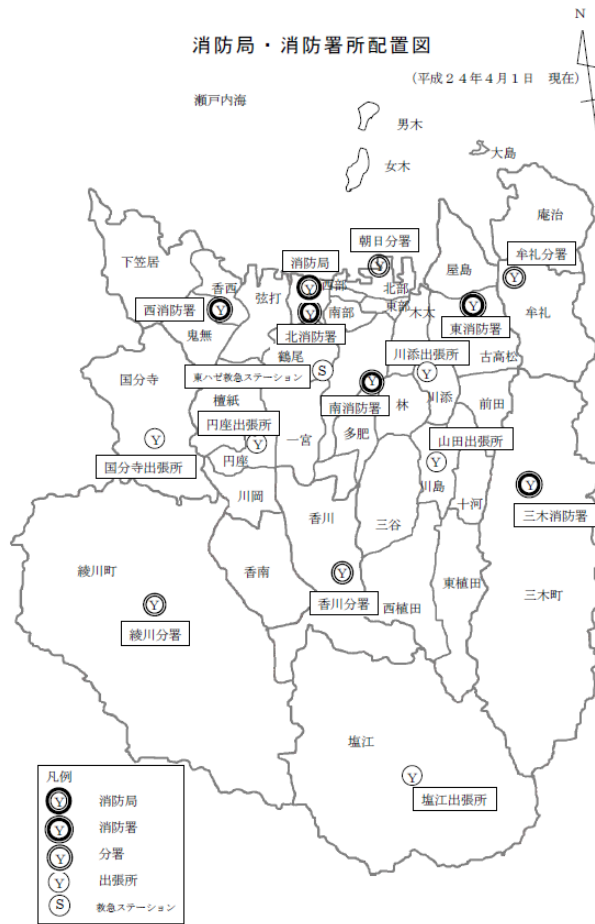 N
消防局・消防署所配置図
(平成24年4月1日 現在)
瀬戸内海
男木
女木
大島
庵治
朝日分署
牟礼分署
下笠居
消防局
屋島
香西
弦打
西部
北部
西消防署
東部
木太
東消防署
牟礼
北消防署
南部
鬼無
鶴尾
川添出張所
古高松
国分寺
東ハゼ救急ステーション
S
檀紙
南消防署
林
川添
前田
円座出張所
一宮
多肥
山田出張所
国分寺出張所
円座
川岡
川島
十河
香川
三谷
三木消防署
綾川町
香南
香川分署
西植田
東植田
三木町
綾川分署
塩江
塩江出張所
凡例
Y 消防局
Y 消防署
Y 分署
Y 出張所
S 救急ステーション